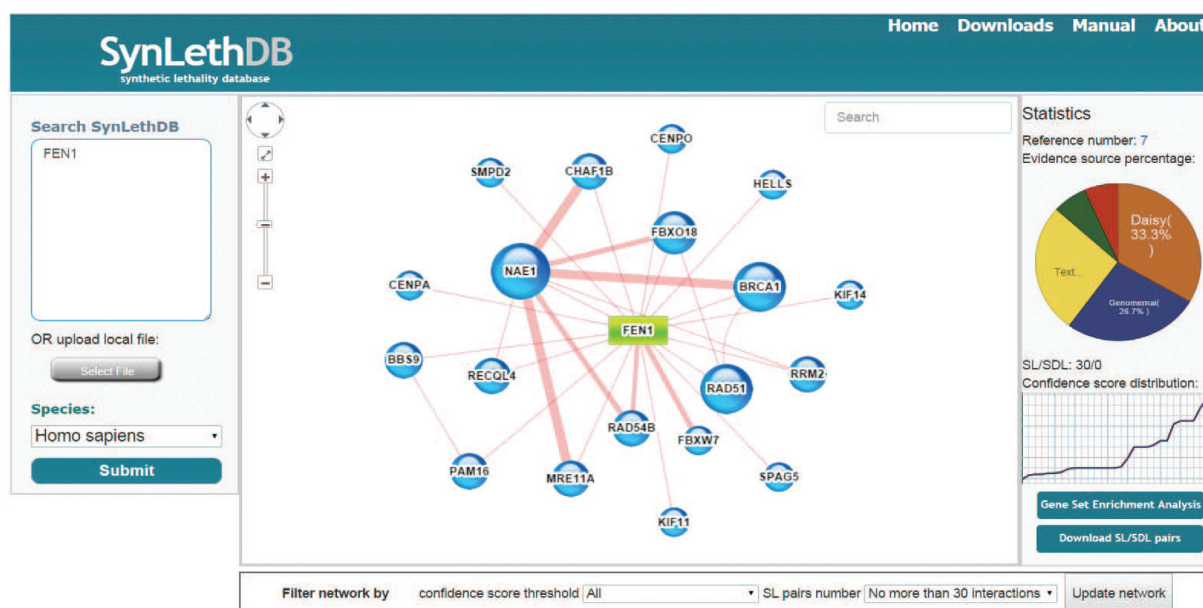 Home Downloads Manual About
SynLethDB
synthetic lethality database
Search SynLethDB
FEN1
OR upload local file:
Select File
Species:
Homo sapiens
Submit
Search
CENPO
SMPD2
CHAF1B
HELLS
FBXO18
NAE1
CENPA
BRCA1
KIF14
FEN1
BBS9
RECQL4
RAD51
RRM2
RAD54B
FBXW7
PAM16
MRE11A
SPAG5
KIF11
Statistics
Reference number: 7
Evidence source percentage:
Daisy(
33.3%
)
Text...
Genomernai(
26.7% )
SL/SDL: 30/0
Confidence score distribution:
Gene Set Enrichment Analysis
Download SL/SDL pairs
Filter network by confidence score threshold All SL pairs number No more than 30 interactions Update network